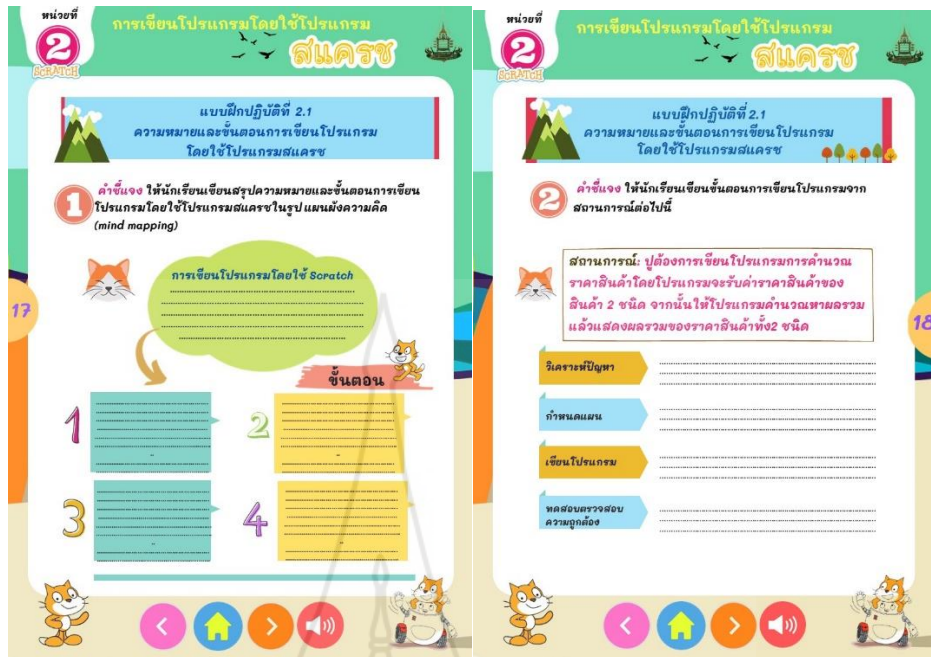 หน่วยที่
2
SCRATCH
การเขียนโปรแกรมโดยใช้โปรแกรม
สแครช
แบบฝึกปฏิบัติที่ 2.1
ความหมายและขั้นตอนการเขียนโปรแกรม
โดยใช้โปรแกรมสแครช
1
คำชี้แจง ให้นักเรียนเขียนสรุปความหมายและขั้นตอนการเขียน
โปรแกรมโดยใช้โปรแกรมสแครชในรูป แผนผังความคิด
(mind mapping)
การเขียนโปรแกรมโดยใช้ Scratch
17
ขั้นตอน
1
2
3
4
หน่วยที่
2
SCRATCH
การเขียนโปรแกรมโดยใช้โปรแกรม
สแครช
แบบฝึกปฏิบัติที่ 2.1
ความหมายและขั้นตอนการเขียนโปรแกรม
โดยใช้โปรแกรมสแครช
2
คำชี้แจง ให้นักเรียนเขียนขั้นตอนการเขียนโปรแกรมจาก
สถานการณ์ต่อไปนี้
สถานการณ์: ปูต้องการเขียนโปรแกรมการคำนวณ
ราคาสินค้าโดยโปรแกรมจะรับค่าราคาสินค้าของ
สินค้า 2 ชนิด จากนั้นให้โปรแกรมคำนวณหาผลรวม
แล้วแสดงผลรวมของราคาสินค้าทั้ง2 ชนิด
18
วิเคราะห์ปัญหา
กำหนดแผน
เขียนโปรแกรม
ทดสอบตรวจสอบ
ความถูกต้อง